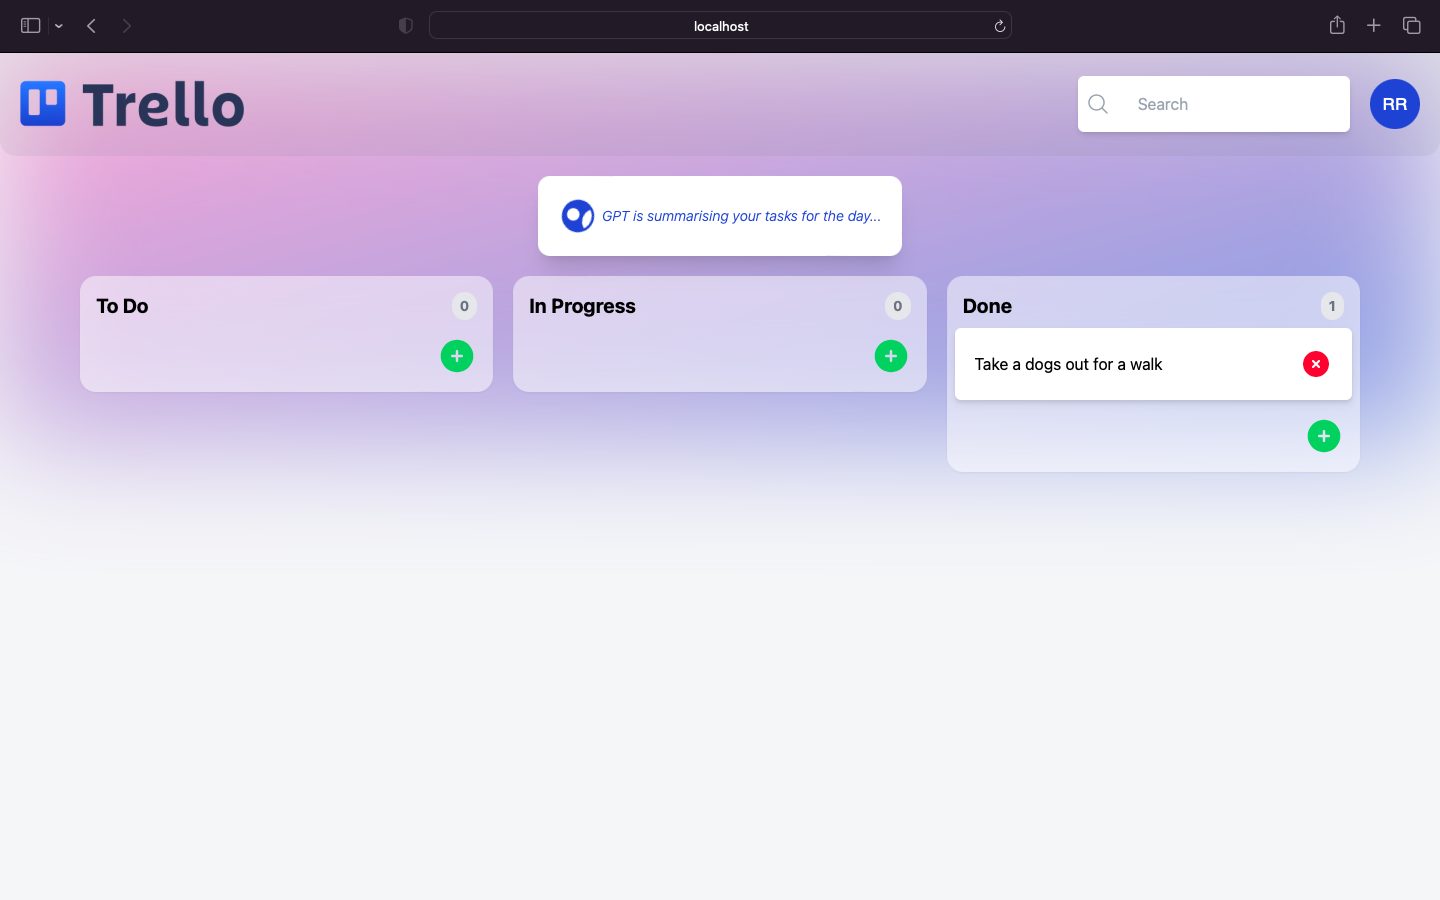 localhost
Trello
Search
RR
GPT is summarising your tasks for the day...
To Do
0
In Progress
0
Done
1
Take a dogs out for a walk